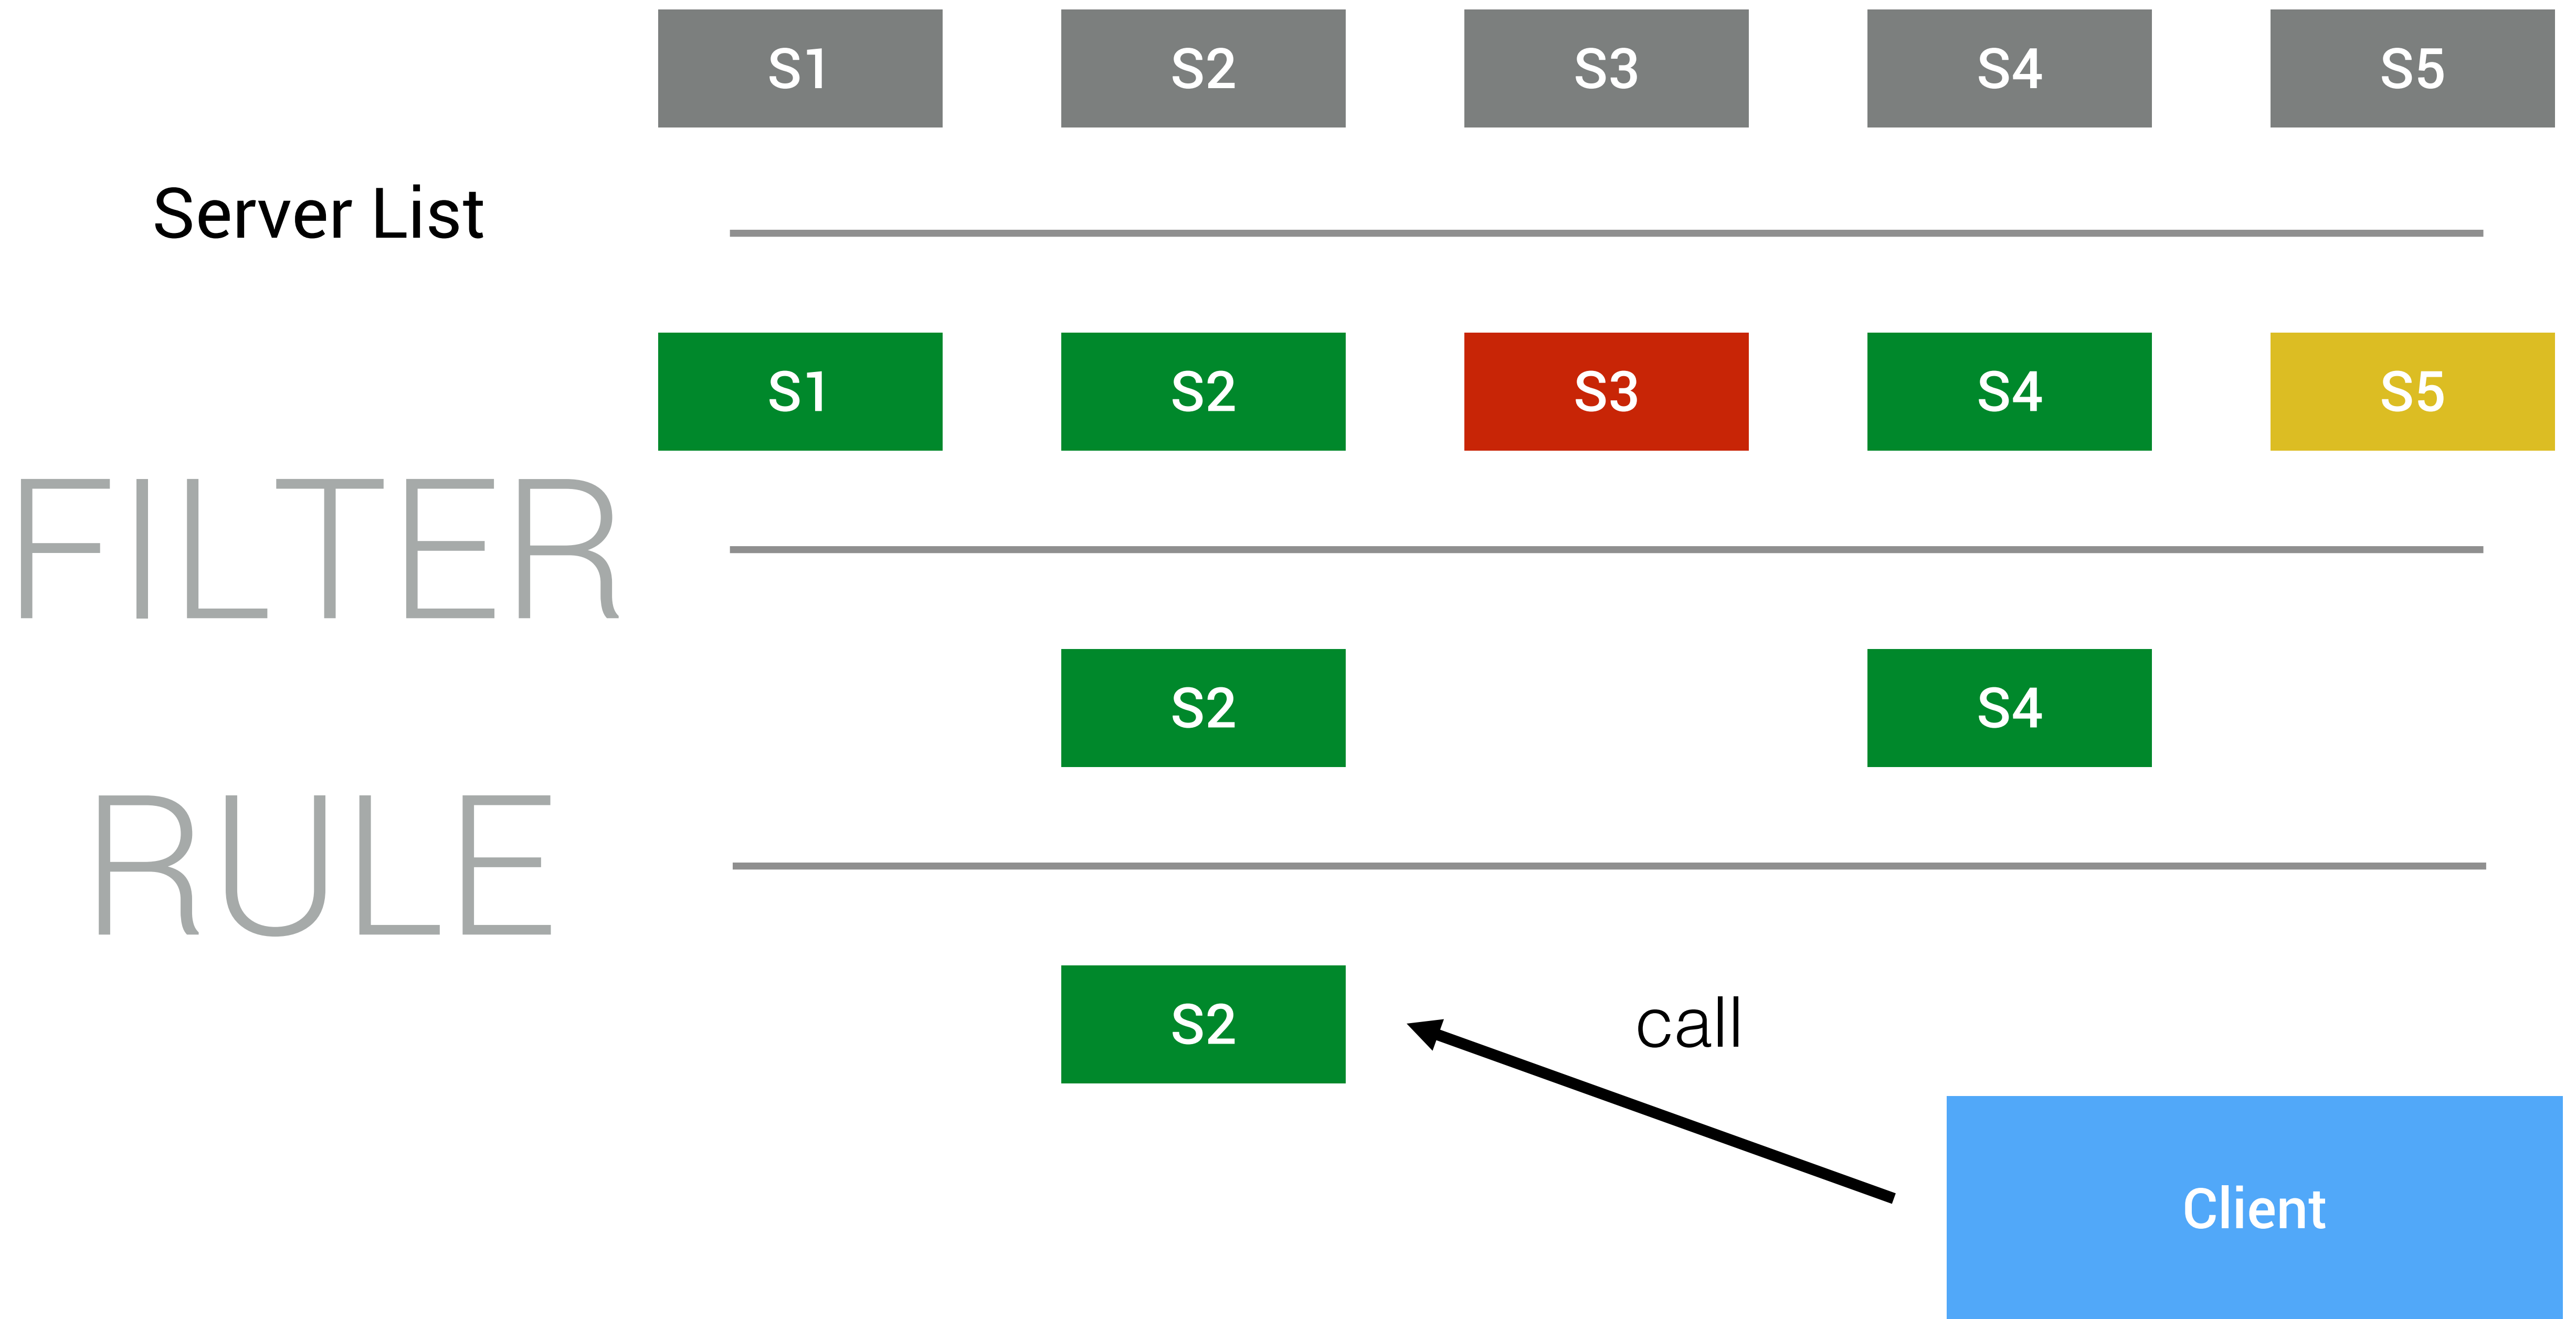 S1 S2 S3 S4 S5
Server List
S1 S2 S3 S4 S5
FILTER
S2 S4
RULE
S2
call
Client